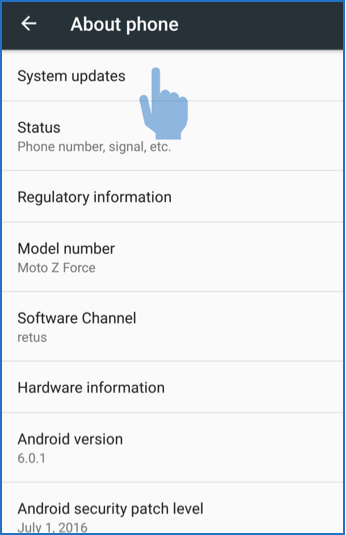 About phone
System updates
Status
Phone number, signal, etc.
Regulatory information
Model number
Moto Z Force
Software Channel
retus
Hardware information
Android version
6.0.1
Android security patch level
July 1, 2016